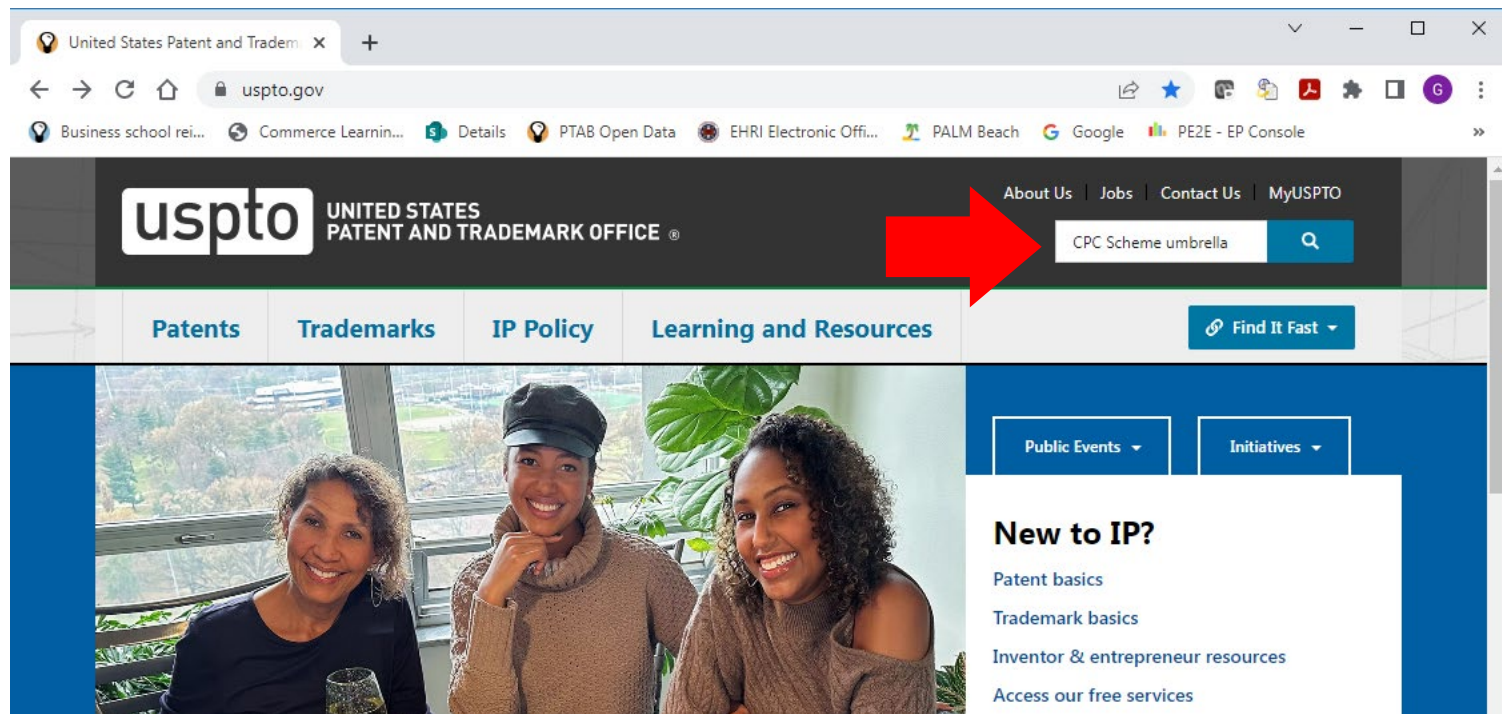 United States Patent and Tradem
uspto.gov
G
Business school rei... Commerce Learnin... Details PTAB Open Data EHRI Electronic Offi... PALM Beach Google PE2E - EP Console »
About Us Jobs Contact Us MyUSPTO
uspto UNITED STATES
PATENT AND TRADEMARK OFFICE ®
CPC Scheme umbrella
Patents Trademarks IP Policy Learning and Resources Find It Fast
Public Events Initiatives
New to IP?
Patent basics
Trademark basics
Inventor & entrepreneur resources
Access our free services